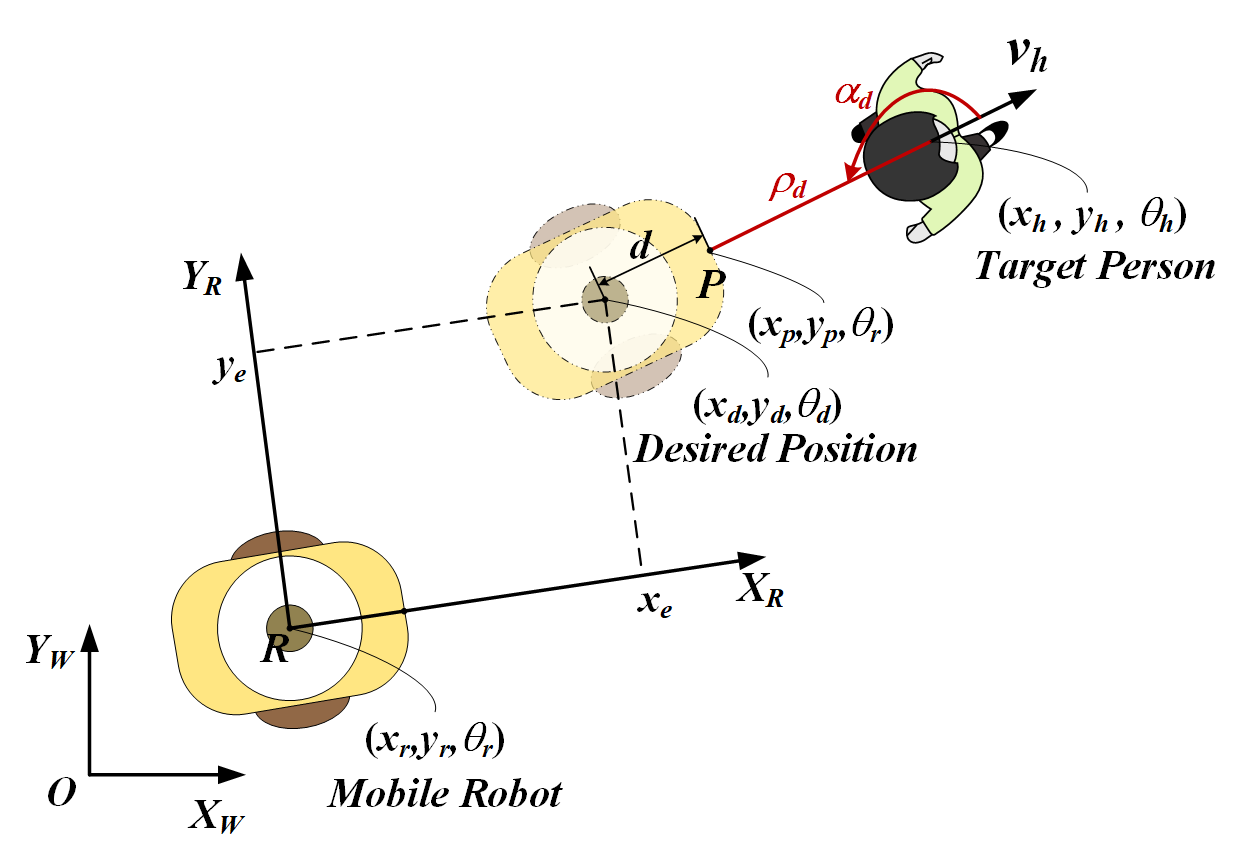 v_h
α_d
ρ_d
(x_h , y_h , θ_h)
Target Person
Y_R
d
P
(x_p,y_p,θ_r)
y_e
(x_d,y_d,θ_d)
Desired Position
X_R
x_e
R
Y_W
(x_r,y_r,θ_r)
Mobile Robot
O
X_W